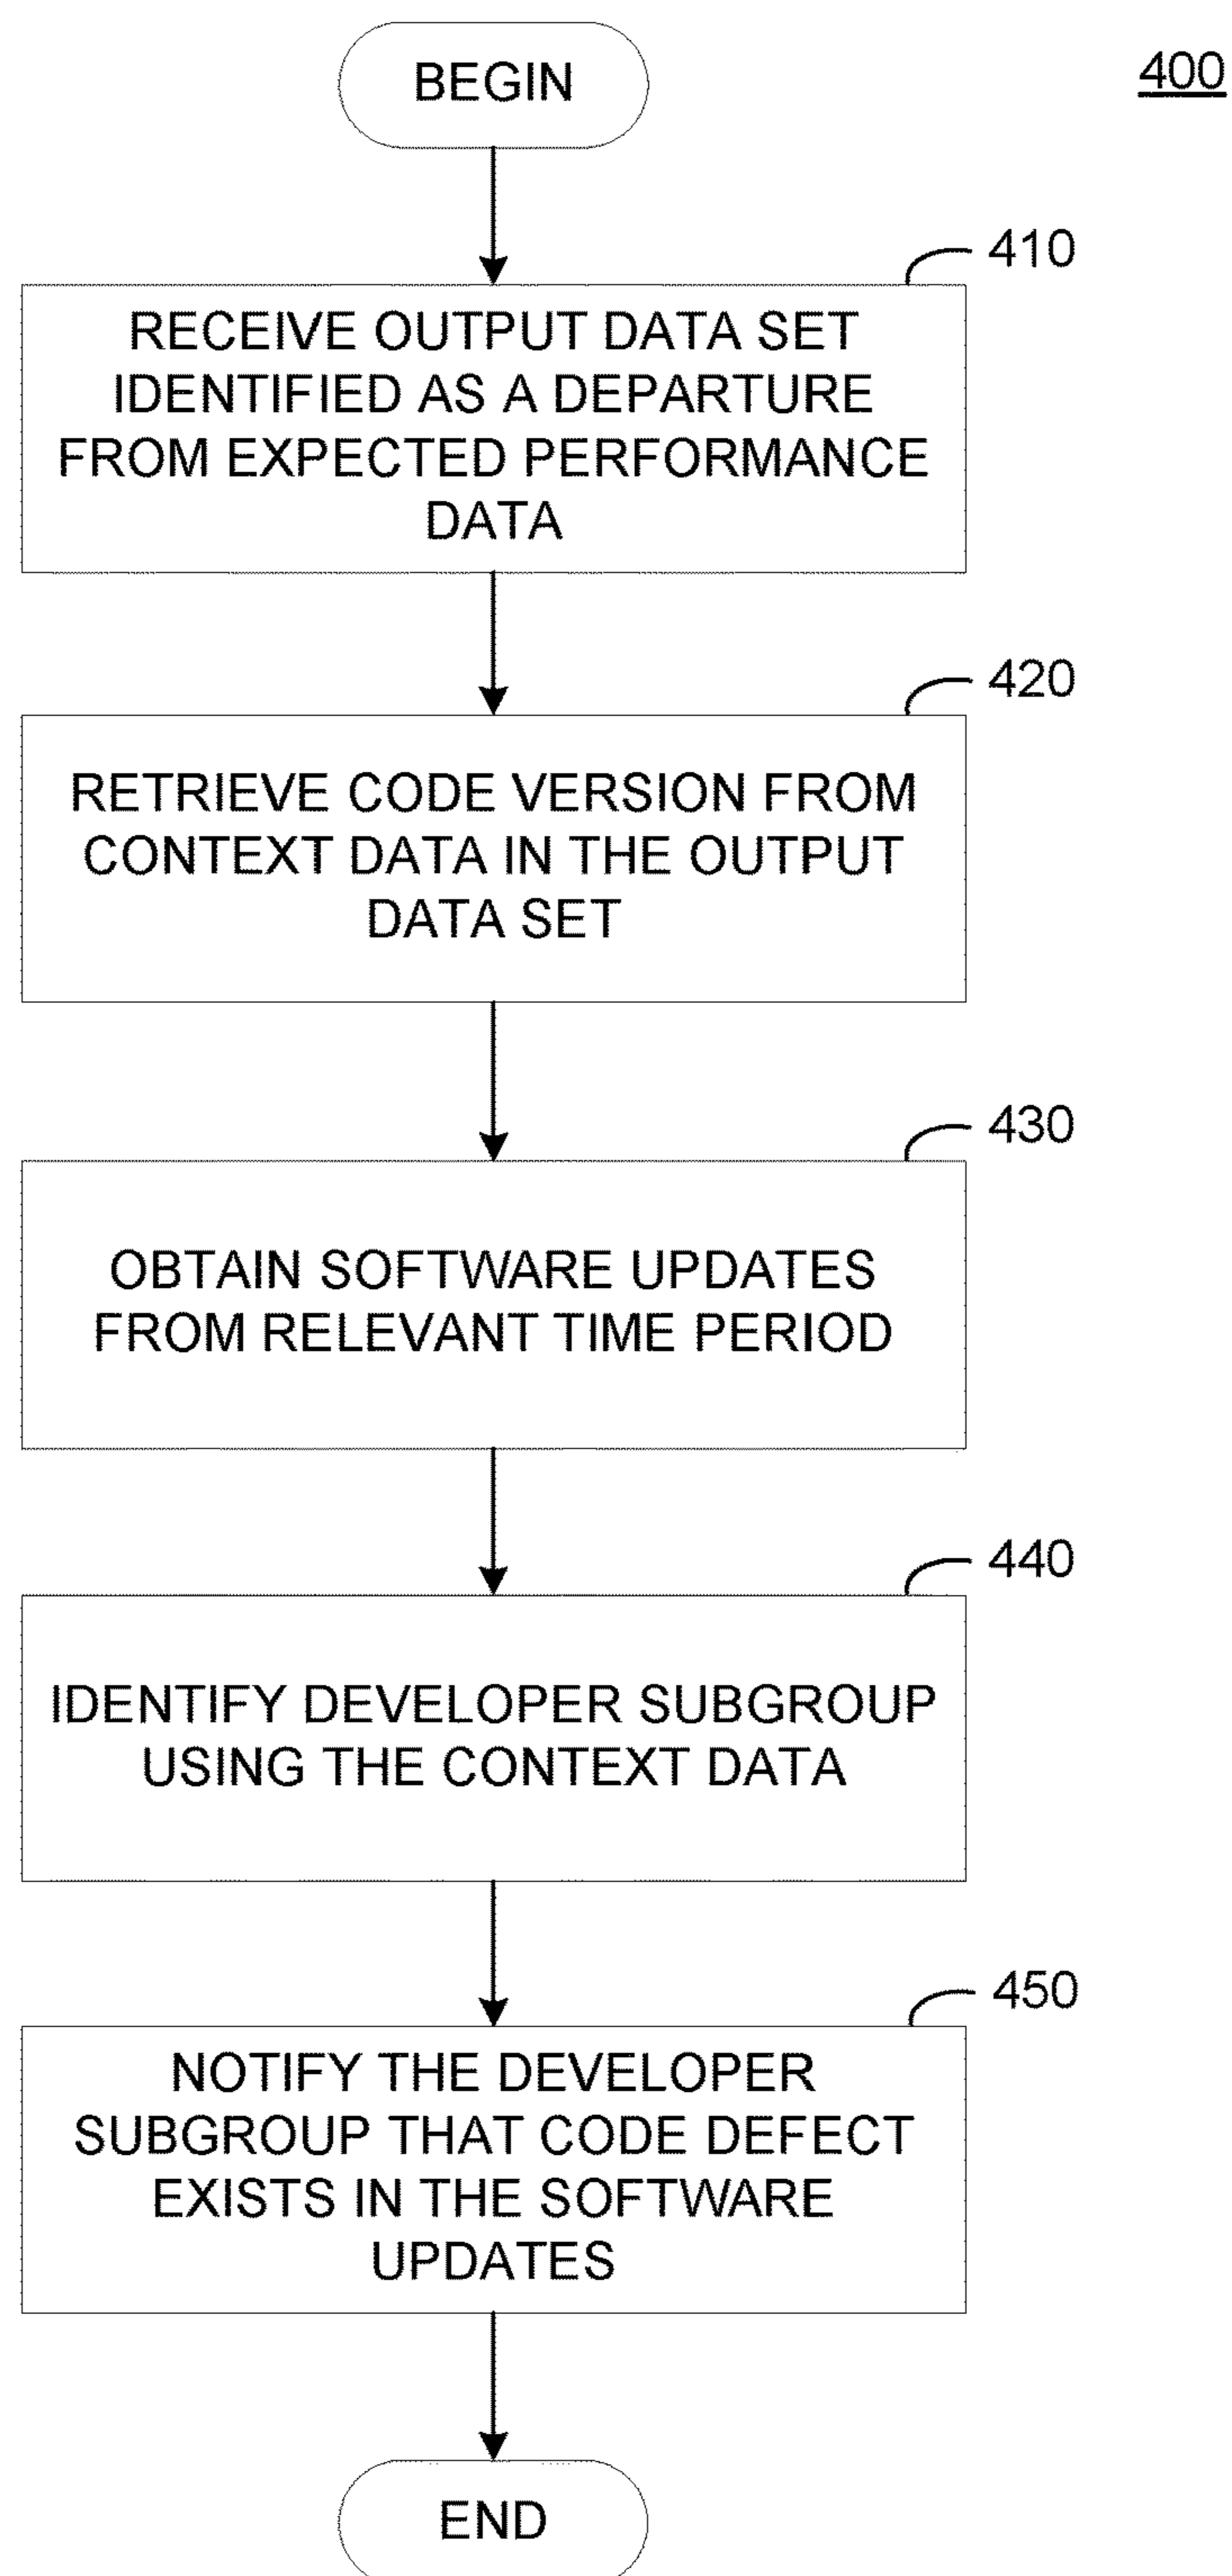 BEGIN
400
410
RECEIVE OUTPUT DATA SET
IDENTIFIED AS A DEPARTURE
FROM EXPECTED PERFORMANCE
DATA
420
RETRIEVE CODE VERSION FROM
CONTEXT DATA IN THE OUTPUT
DATA SET
430
OBTAIN SOFTWARE UPDATES
FROM RELEVANT TIME PERIOD
440
IDENTIFY DEVELOPER SUBGROUP
USING THE CONTEXT DATA
450
NOTIFY THE DEVELOPER
SUBGROUP THAT CODE DEFECT
EXISTS IN THE SOFTWARE
UPDATES
END